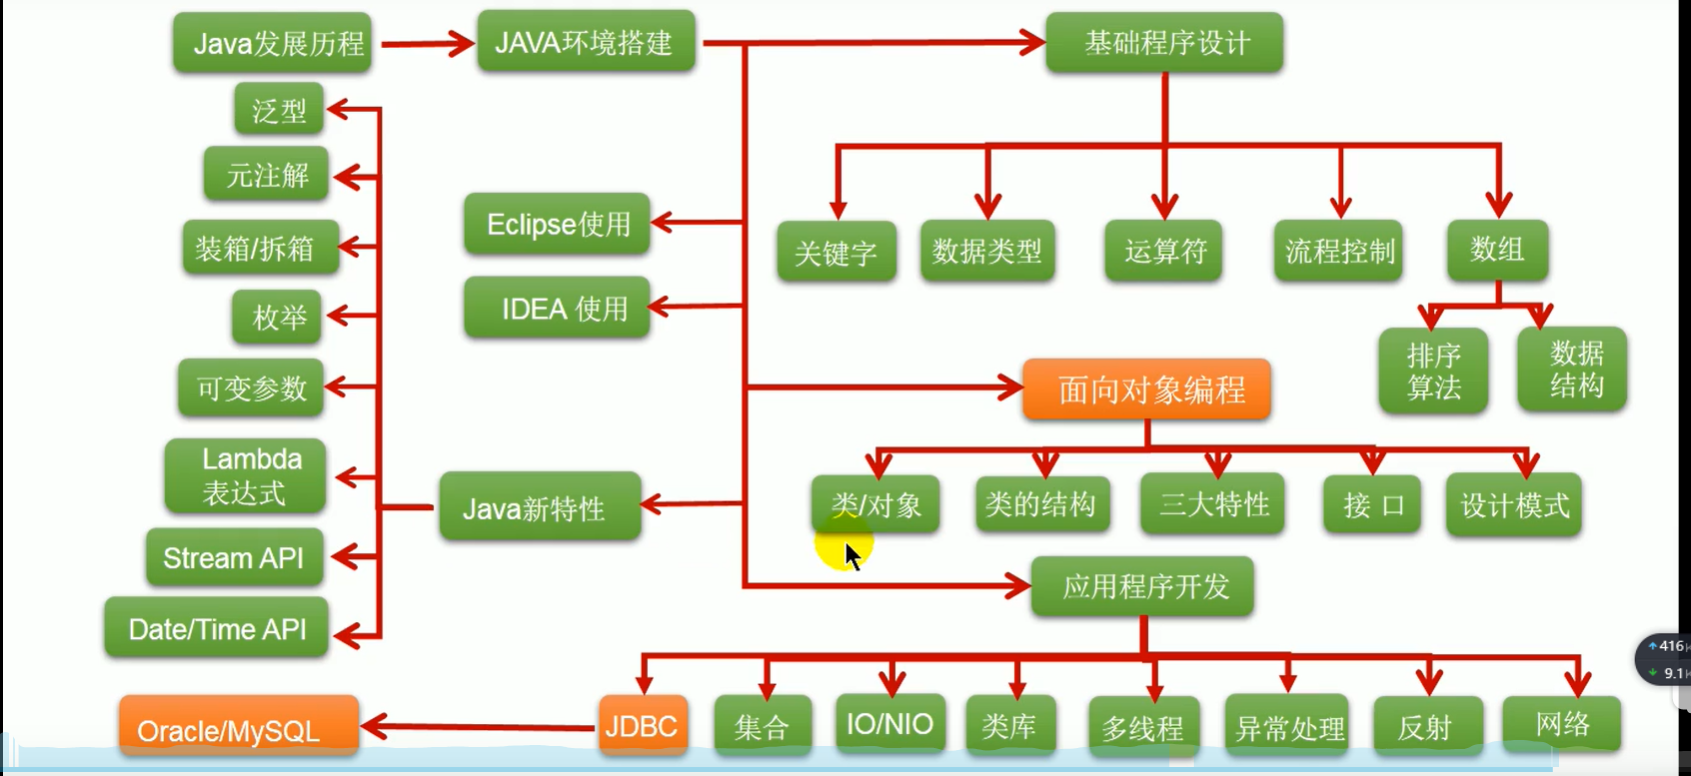 Java发展历程
JAVA环境搭建
基础程序设计
泛型
元注解
装箱/拆箱
枚举
可变参数
Lambda
表达式
Stream API
Date/Time API
Eclipse使用
IDEA 使用
Java新特性
关键字
数据类型
运算符
流程控制
数组
排序
算法
数据
结构
面向对象编程
类/对象
类的结构
三大特性
接 口
设计模式
应用程序开发
Oracle/MySQL
JDBC
集合
IO/NIO
类库
多线程
异常处理
反射
网络
416
9.1